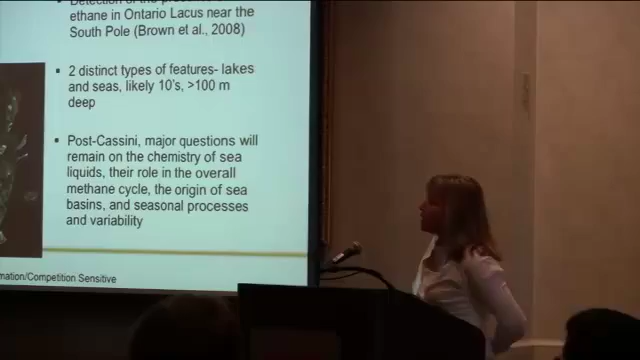 ethane in Ontario Lacus near the
South Pole (Brown et al., 2008)
• 2 distinct types of features- lakes
and seas, likely 10's, >100 m
deep
• Post-Cassini, major questions will
remain on the chemistry of sea
liquids, their role in the overall
methane cycle, the origin of sea
basins, and seasonal processes
and variability
/Competition Sensitive